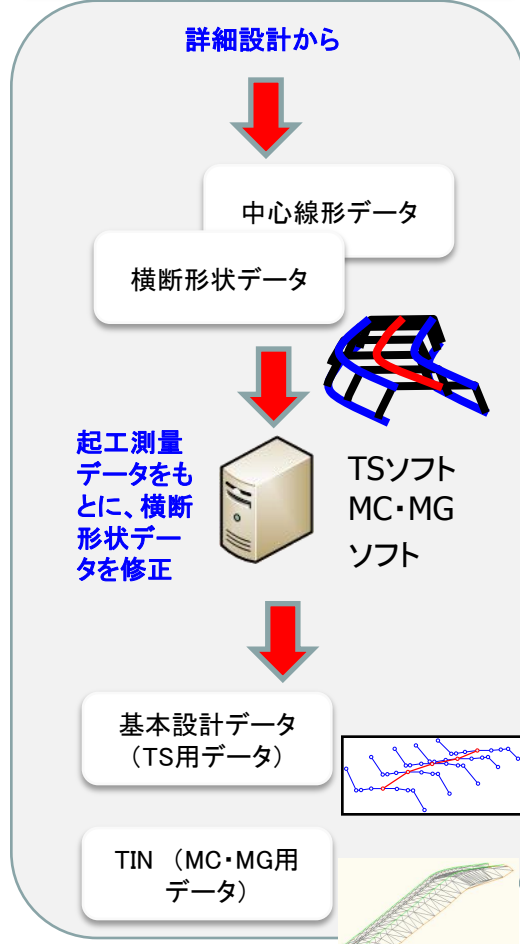 詳細設計から
中心線形データ
横断形状データ
起工測量
データをも
とに、横断
形状デー
タを修正
TSソフト
MC・MG
ソフト
基本設計データ
（TS用データ）
TIN （MC・MG用
データ）